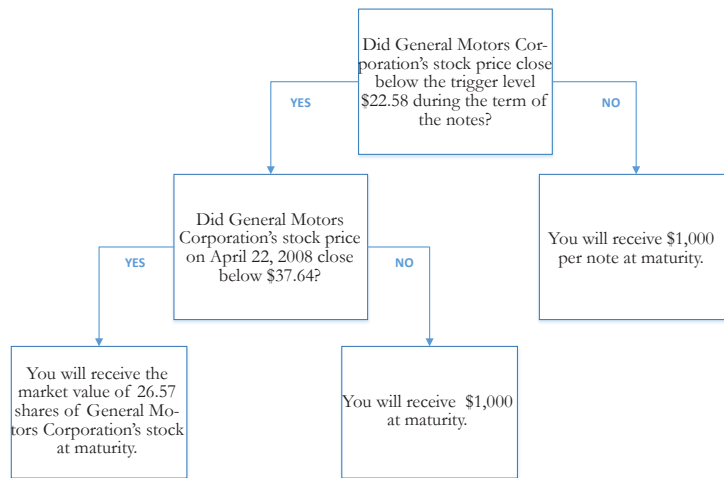 Did General Motors Cor-
poration's stock price close
below the trigger level
$22.58 during the term of
the notes?
YES
NO
Did General Motors
Corporation's stock price
on April 22, 2008 close
below $37.64?
You will receive $1,000
per note at maturity.
YES
NO
You will receive the
market value of 26.57
shares of General Mo-
tors Corporation's stock
at maturity.
You will receive $1,000
at maturity.